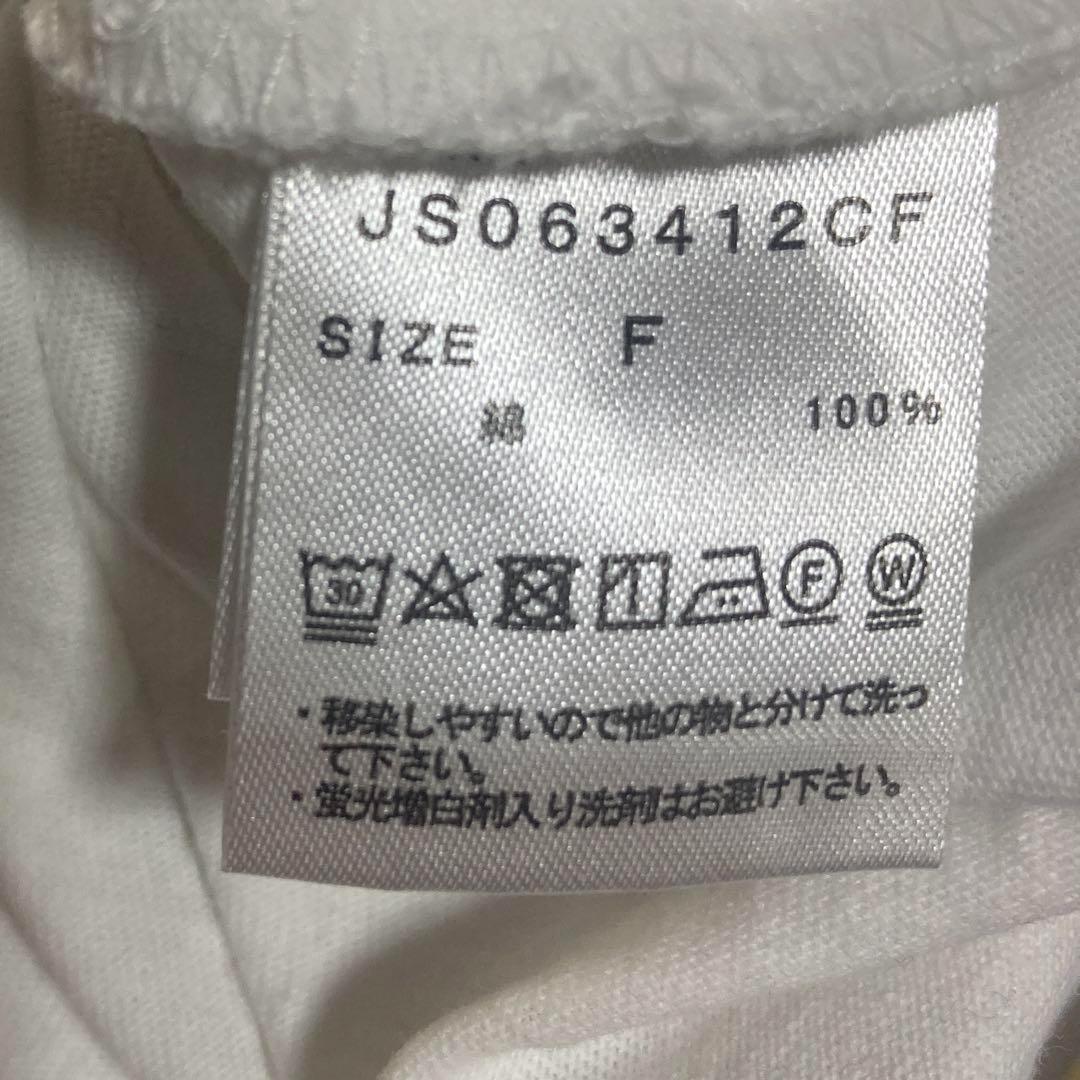 JS063412CF
SIZE F
綿 100%
30 F W
・移染しやすいので他の物と分けて洗っ
て下さい。
・蛍光増白剤入り洗剤はお避け下さい。